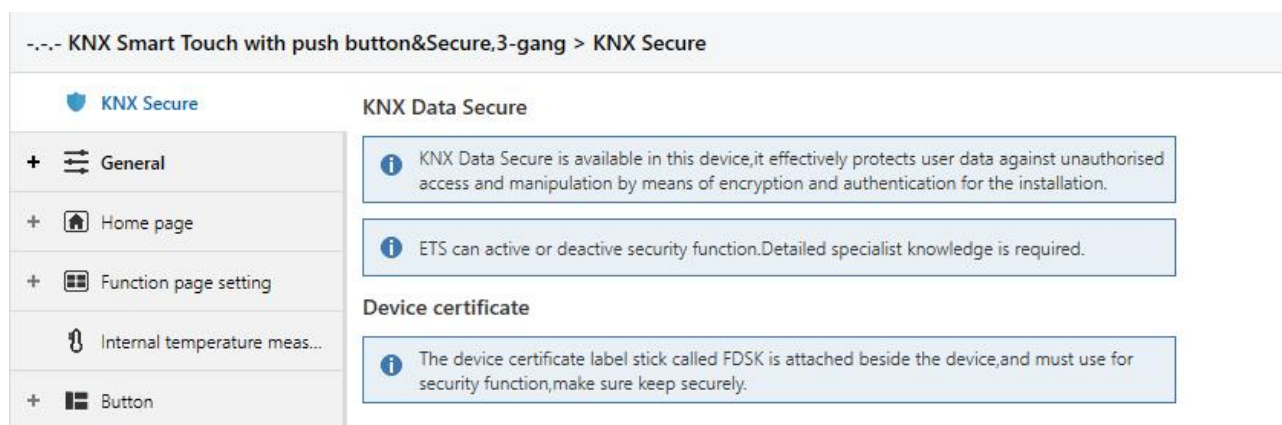 -.-.- KNX Smart Touch with push button&Secure,3-gang > KNX Secure
KNX Secure
+ General
+ Home page
+ Function page setting
Internal temperature meas...
+ Button
KNX Data Secure
KNX Data Secure is available in this device,it effectively protects user data against unauthorised
access and manipulation by means of encryption and authentication for the installation.
ETS can active or deactive security function.Detailed specialist knowledge is required.
Device certificate
The device certificate label stick called FDSK is attached beside the device,and must use for
security function,make sure keep securely.